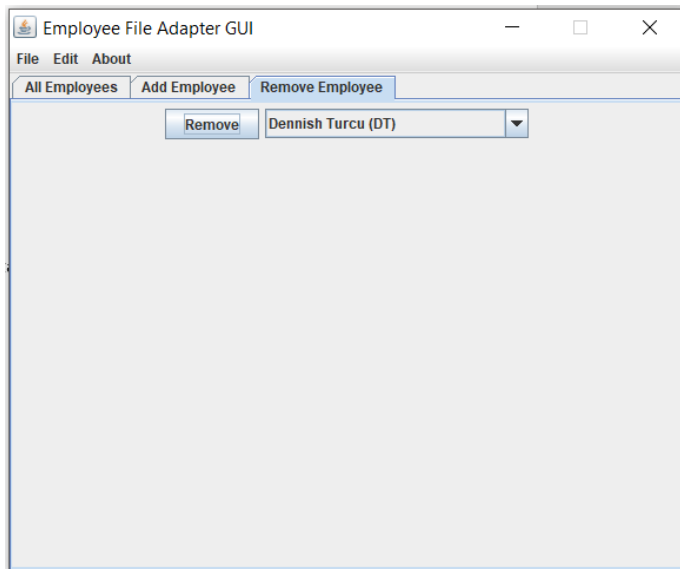 Employee File Adapter GUI
File Edit About
All Employees Add Employee Remove Employee
Remove Dennish Turcu (DT)